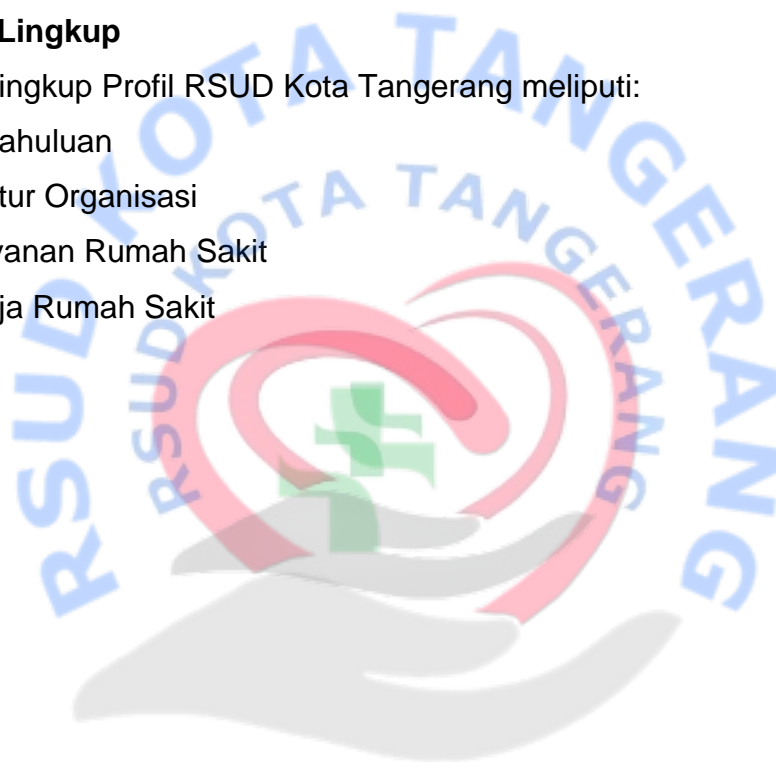 Lingkup
ingkup Profil RSUD Kota Tangerang meliputi:
ahuluan
tur Organisasi
yanan Rumah Sakit
ja Rumah Sakit
RSUD KOTA TANGERANG
RSUD KOTA TANGERANG